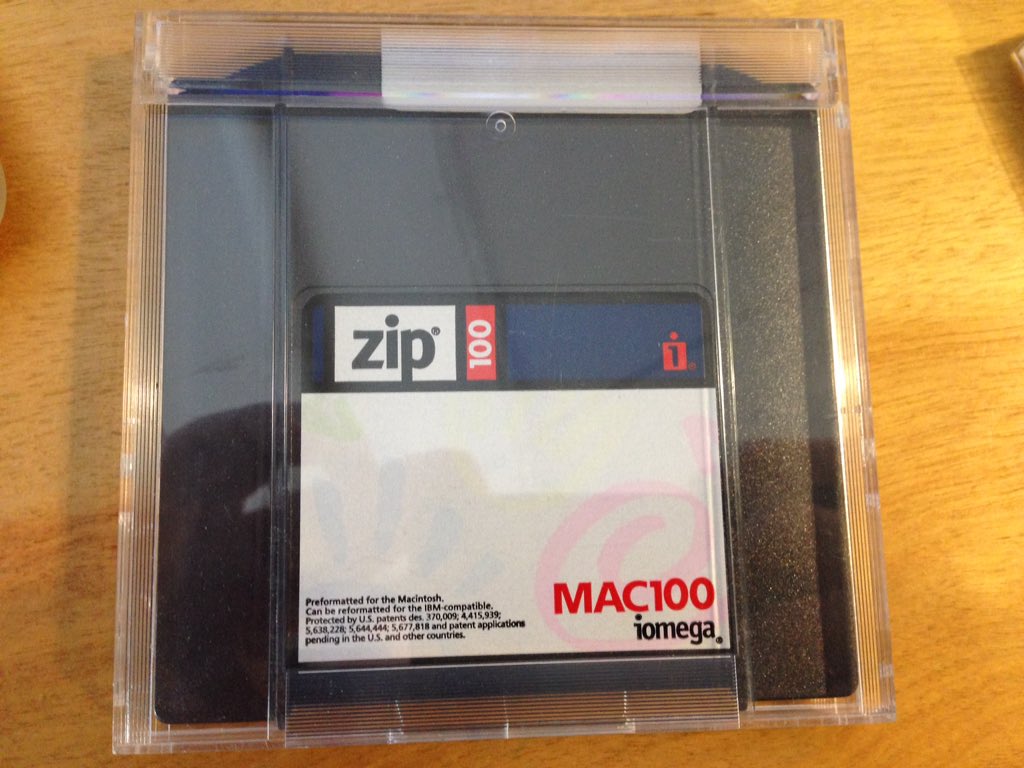 zip®
100
i®
Preformatted for the Macintosh.
Can be reformatted for the IBM-compatible.
Protected by U.S. patents des. 370,009; 4,415,939;
5,638,228; 5,644,444; 5,677,818 and patent applications
pending in the U.S. and other countries.
MAC100
iomega®